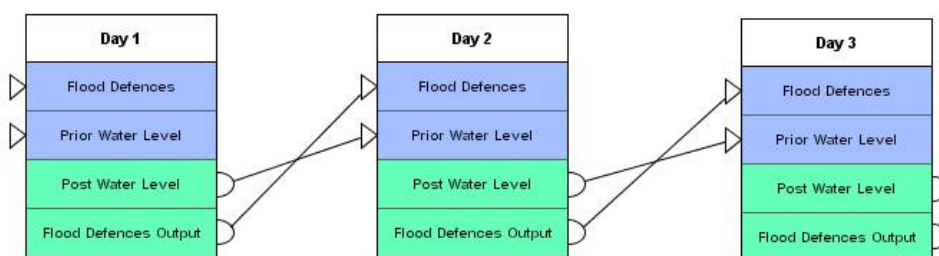 Day 1
Flood Defences
Prior Water Level
Post Water Level
Flood Defences Output
Day 2
Flood Defences
Prior Water Level
Post Water Level
Flood Defences Output
Day 3
Flood Defences
Prior Water Level
Post Water Level
Flood Defences Output